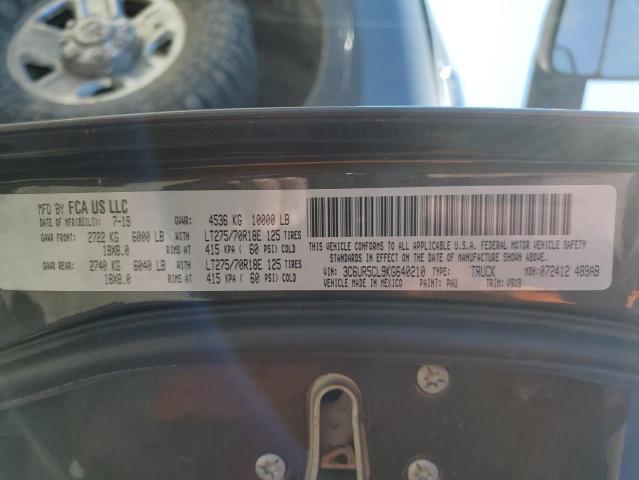 MFD BY FCA US LLC
DATE OF MFR(BUILT): 7-19 GVWR: 4536 KG 10000 LB
GAWR FRONT: 2722 KG 6000 LB WITH LT275/70R18E 125 TIRES
18X8.0 RIMS AT 415 KPA ( 60 PSI) COLD
GAWR REAR: 2740 KG 6040 LB WITH LT275/70R18E 125 TIRES
18X8.0 RIMS AT 415 KPA ( 60 PSI) COLD
THIS VEHICLE CONFORMS TO ALL APPLICABLE U.S.A. FEDERAL MOTOR VEHICLE SAFETY
STANDARDS IN EFFECT ON THE DATE OF MANUFACTURE SHOWN ABOVE
VIN: 3C6UR5CL9KG640210 TYPE: TRUCK MDH: 072412 489AB
VEHICLE MADE IN MEXICO PAINT: PAU TRIM: V9X9